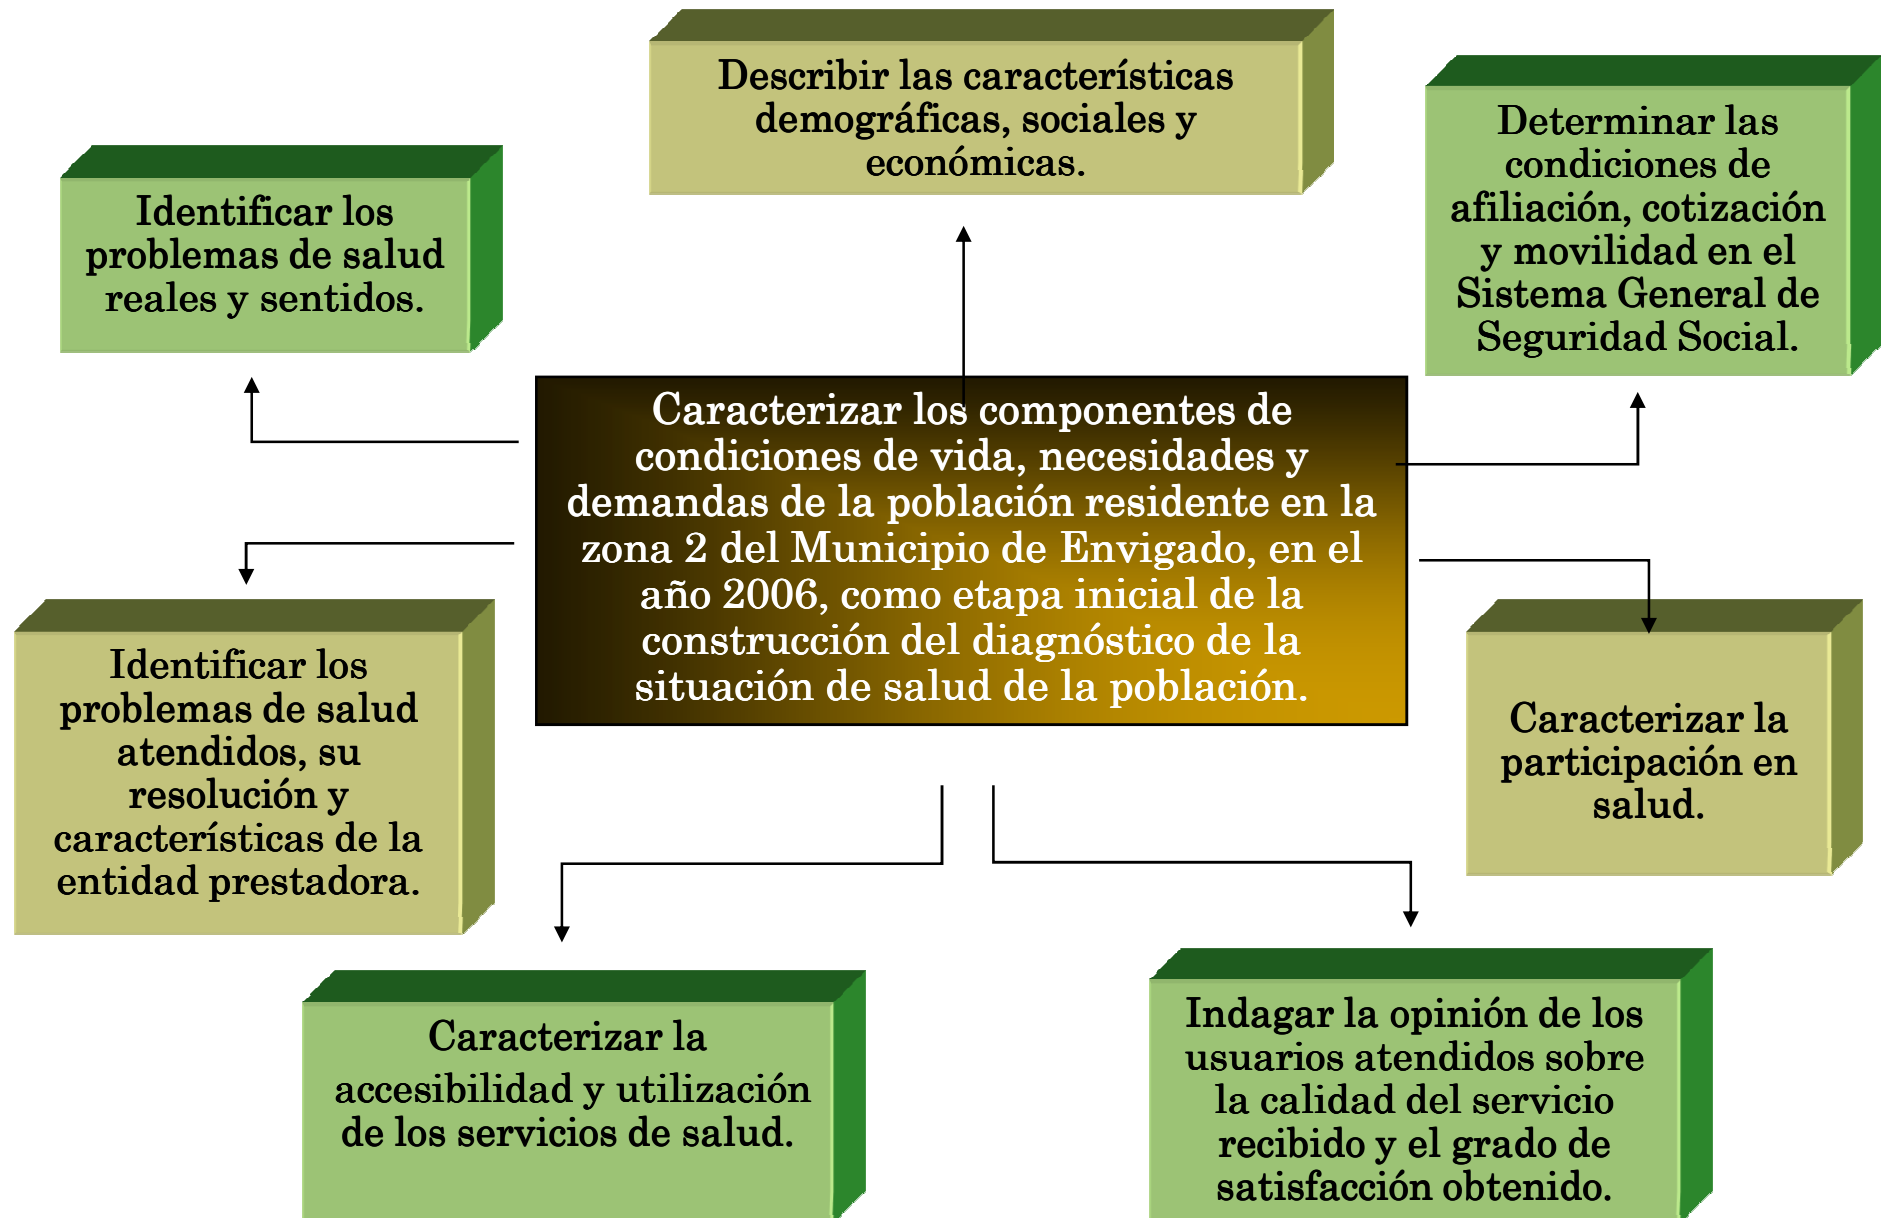 Describir las características
demográficas, sociales y
económicas.
Determinar las
condiciones de
afiliación, cotización
y movilidad en el
Sistema General de
Seguridad Social.
Identificar los
problemas de salud
reales y sentidos.
Caracterizar los componentes de
condiciones de vida, necesidades y
demandas de la población residente en la
zona 2 del Municipio de Envigado, en el
año 2006, como etapa inicial de la
construcción del diagnóstico de la
situación de salud de la población.
Identificar los
problemas de salud
atendidos, su
resolución y
características de la
entidad prestadora.
Caracterizar la
participación en
salud.
Caracterizar la
accesibilidad y utilización
de los servicios de salud.
Indagar la opinión de los
usuarios atendidos sobre
la calidad del servicio
recibido y el grado de
satisfacción obtenido.